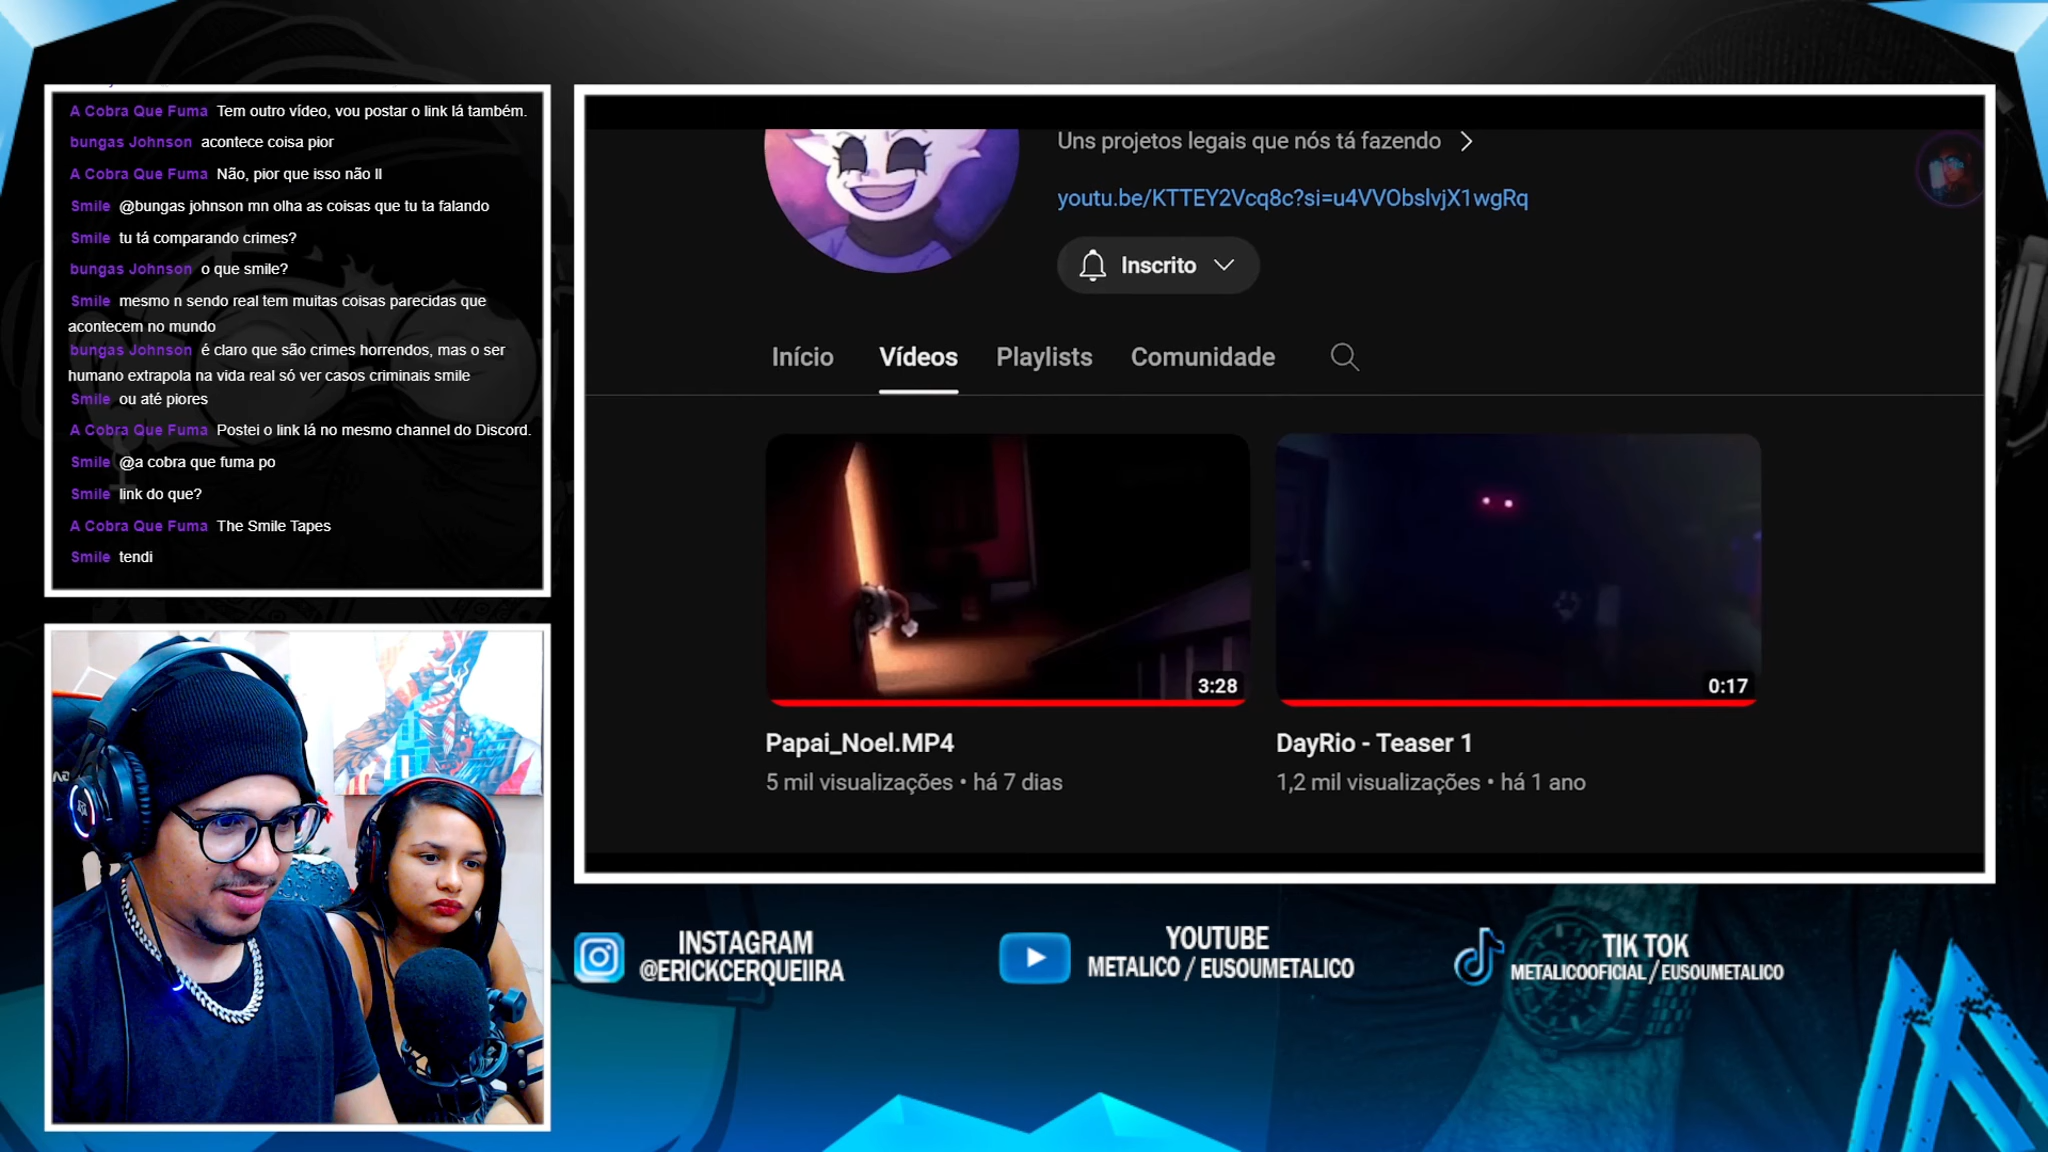 A Cobra Que Fuma Tem outro vídeo, vou postar o link lá também.
bungas Johnson acontece coisa pior
A Cobra Que Fuma Não, pior que isso não ll
Smile @bungas johnson mn olha as coisas que tu ta falando
Smile tu tá comparando crimes?
bungas Johnson o que smile?
Smile mesmo n sendo real tem muitas coisas parecidas que
acontecem no mundo
bungas Johnson é claro que são crimes horrendos, mas o ser
humano extrapola na vida real só ver casos criminais smile
Smile ou até piores
A Cobra Que Fuma Postei o link lá no mesmo channel do Discord.
Smile @a cobra que fuma po
Smile link do que?
A Cobra Que Fuma The Smile Tapes
Smile tendi
Uns projetos legais que nós tá fazendo
youtu.be/KTTEY2Vcq8c?si=u4VVObslvjX1wgRq
Inscrito
Início Vídeos Playlists Comunidade
3:28
0:17
Papai_Noel.MP4
5 mil visualizações • há 7 dias
DayRio - Teaser 1
1,2 mil visualizações • há 1 ano
INSTAGRAM
@ERICKCERQUEIIRA
YOUTUBE
METALICO / EUSOUMETALICO
TIK TOK
METALICOOFICIAL /EUSOUMETALICO